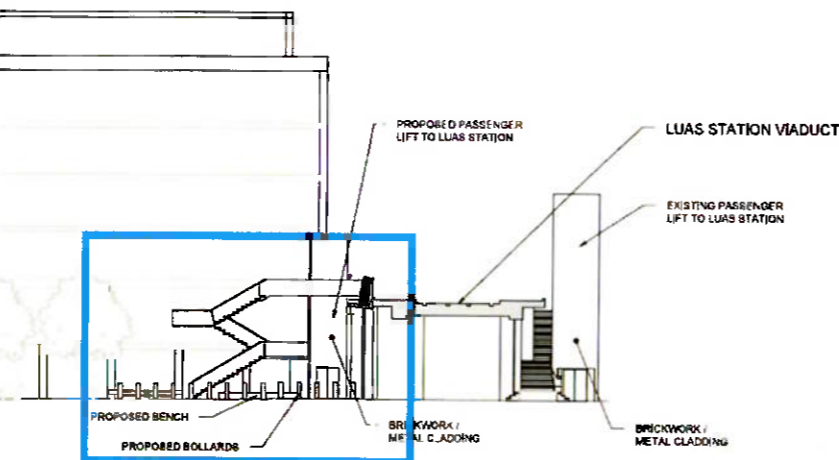 PROPOSED PASSENGER
LIFT TO LUAS STATION
LUAS STATION VIADUCT
EXISTING PASSENGER
LIFT TO LUAS STATION
PROPOSED BENCH
PROPOSED BOLLARDS
BRICKWORK /
METAL CLADDING
BRICKWORK /
METAL CLADDING